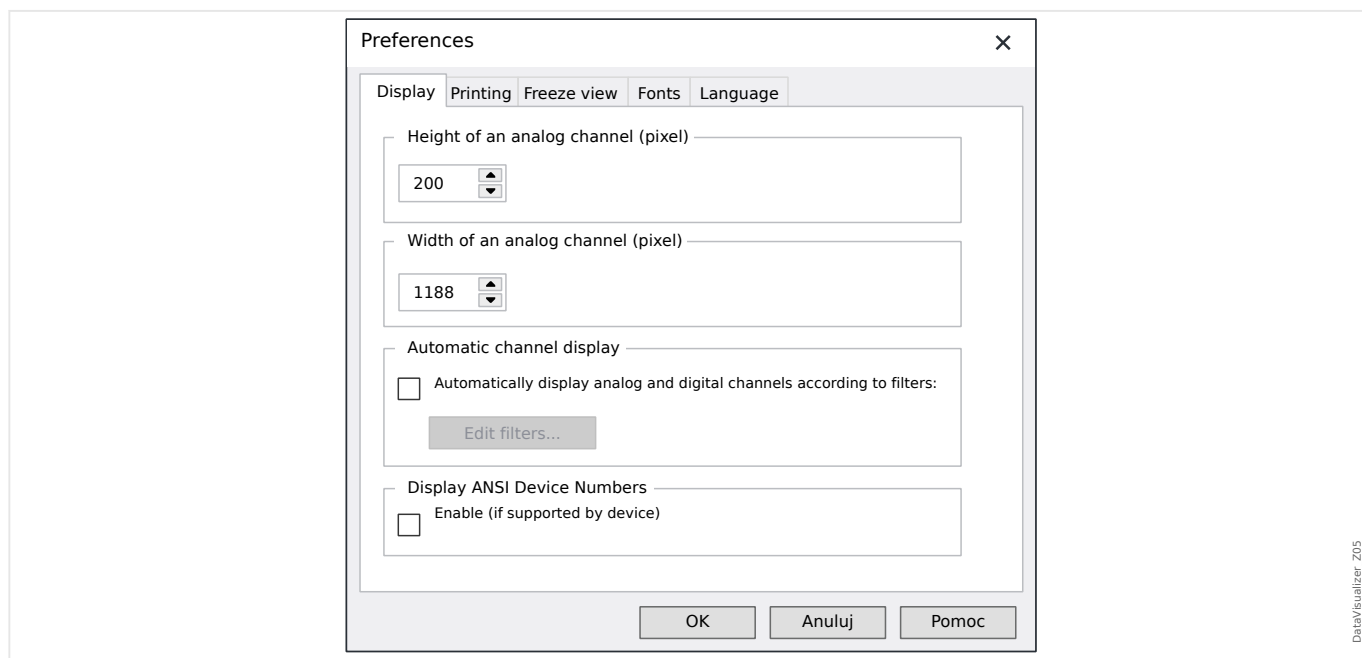 Preferences
Display Printing Freeze view Fonts Language
Height of an analog channel (pixel)
200
Width of an analog channel (pixel)
1188
Automatic channel display
Automatically display analog and digital channels according to filters:
Edit filters...
Display ANSI Device Numbers
Enable (if supported by device)
OK Anuluj Pomoc
DataVisualizer_Z05